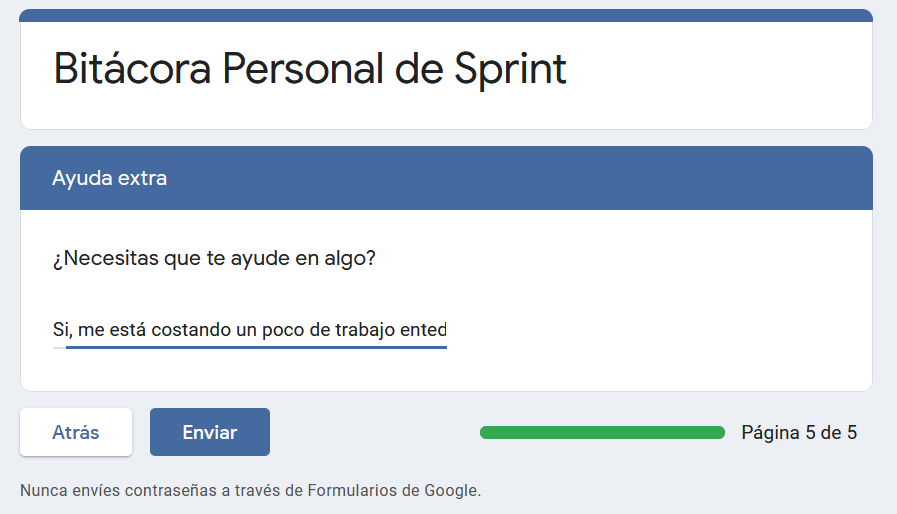 Bitácora Personal de Sprint
Ayuda extra
¿Necesitas que te ayude en algo?
Si, me está costando un poco de trabajo ented
Atrás
Enviar
Página 5 de 5
Nunca envíes contraseñas a través de Formularios de Google.